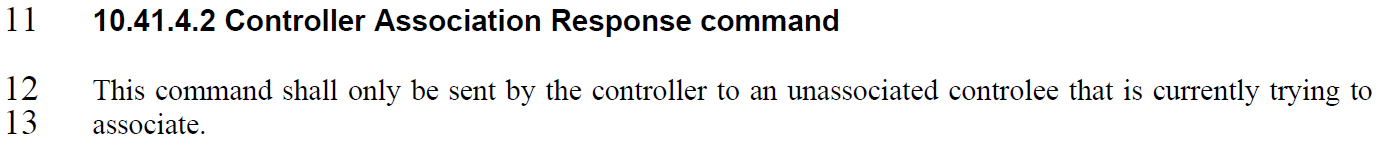 11 10.41.4.2 Controller Association Response command
12 This command shall only be sent by the controller to an unassociated controlee that is currently trying to
13 associate.